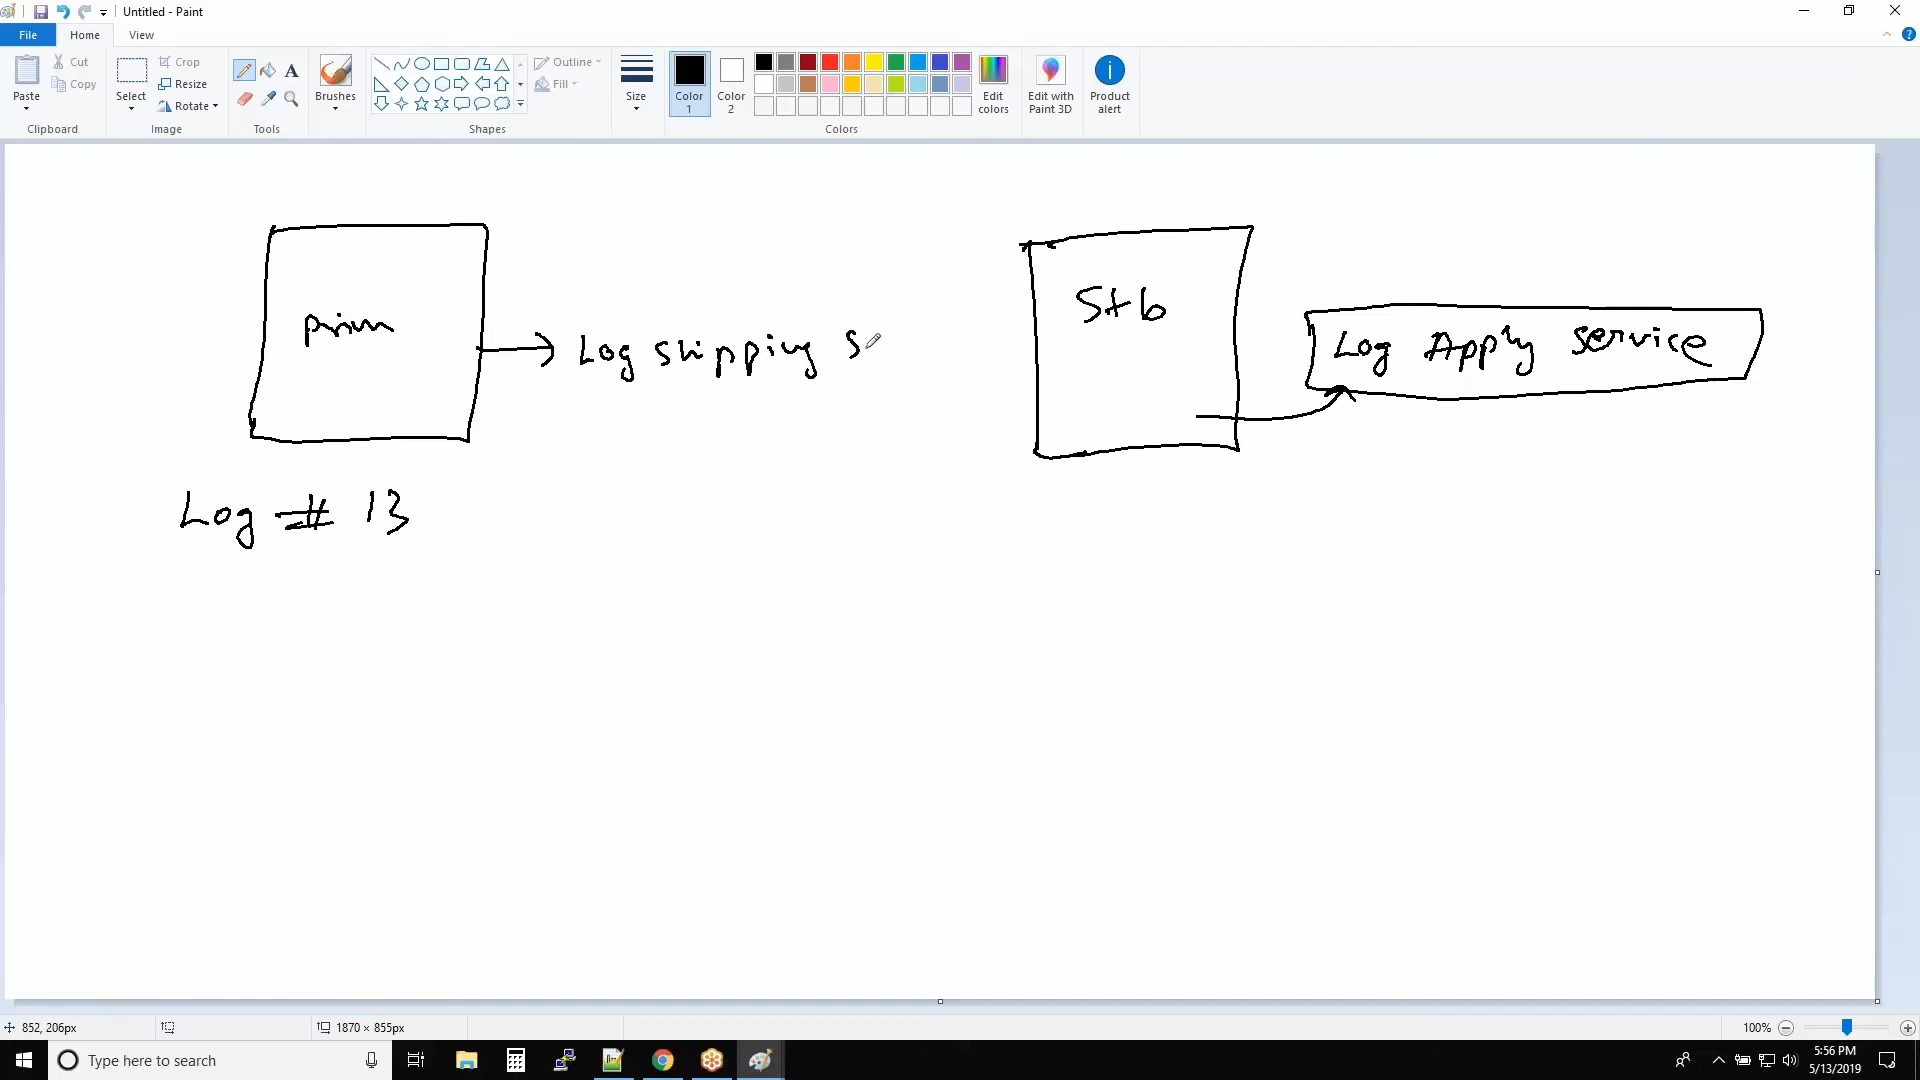 Untitled - Paint
File Home View
Paste
Cut
Copy
Clipboard
Select
Crop
Resize
Rotate
Image
Tools
Brushes
Shapes
Outline
Fill
Size
Color 1
Color 2
Edit colors
Colors
Edit with Paint 3D
Product alert
prim
Log shipping S
Stb
Log Apply Service
Log # 13
852, 206px
1870 × 855px
100%
Type here to search
5:56 PM
5/13/2019